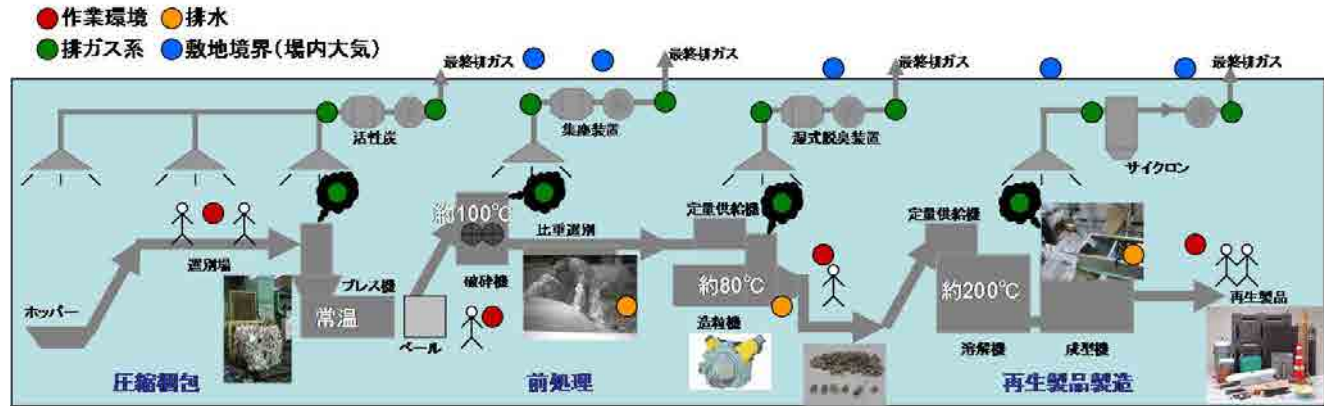 作業環境
排水
排ガス系
敷地境界(場内大気)
最終排ガス
最終排ガス
最終排ガス
最終排ガス
活性炭
集塵装置
湿式脱臭装置
サイクロン
約100℃
定量供給機
定量供給機
比重選別
選別場
プレス機
破砕機
約80℃
約200℃
再生製品
ホッパー
常温
ベール
造粒機
溶解機
成型機
圧縮梱包
前処理
再生製品製造